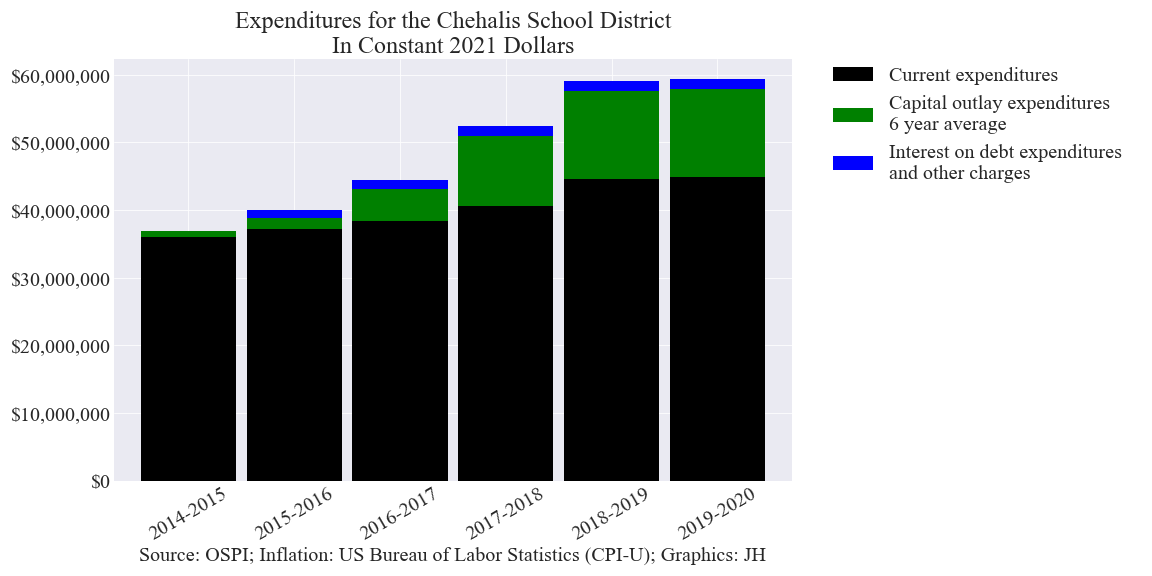 Expenditures for the Chehalis School District
In Constant 2021 Dollars
$60,000,000
$50,000,000
$40,000,000
$30,000,000
$20,000,000
$10,000,000
$0
2014-2015
2015-2016
2016-2017
2017-2018
2018-2019
2019-2020
Source: OSPI; Inflation: US Bureau of Labor Statistics (CPI-U); Graphics: JH
Current expenditures
Capital outlay expenditures
6 year average
Interest on debt expenditures
and other charges